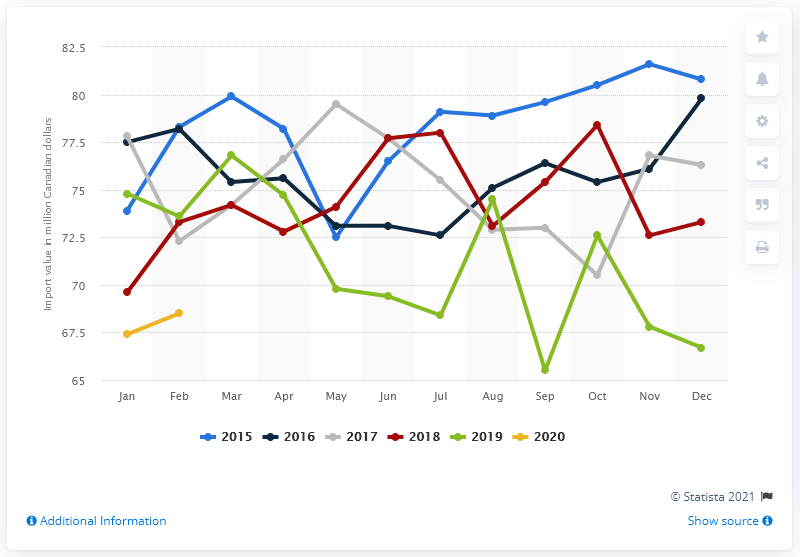 82.5
80
77.5
75
72.5
70
67.5
65
Import value in million Canadian dollars
Jan Feb Mar Apr May Jun Jul Aug Sep Oct Nov Dec
2015 2016 2017 2018 2019 2020
© Statista 2021
Additional Information Show source